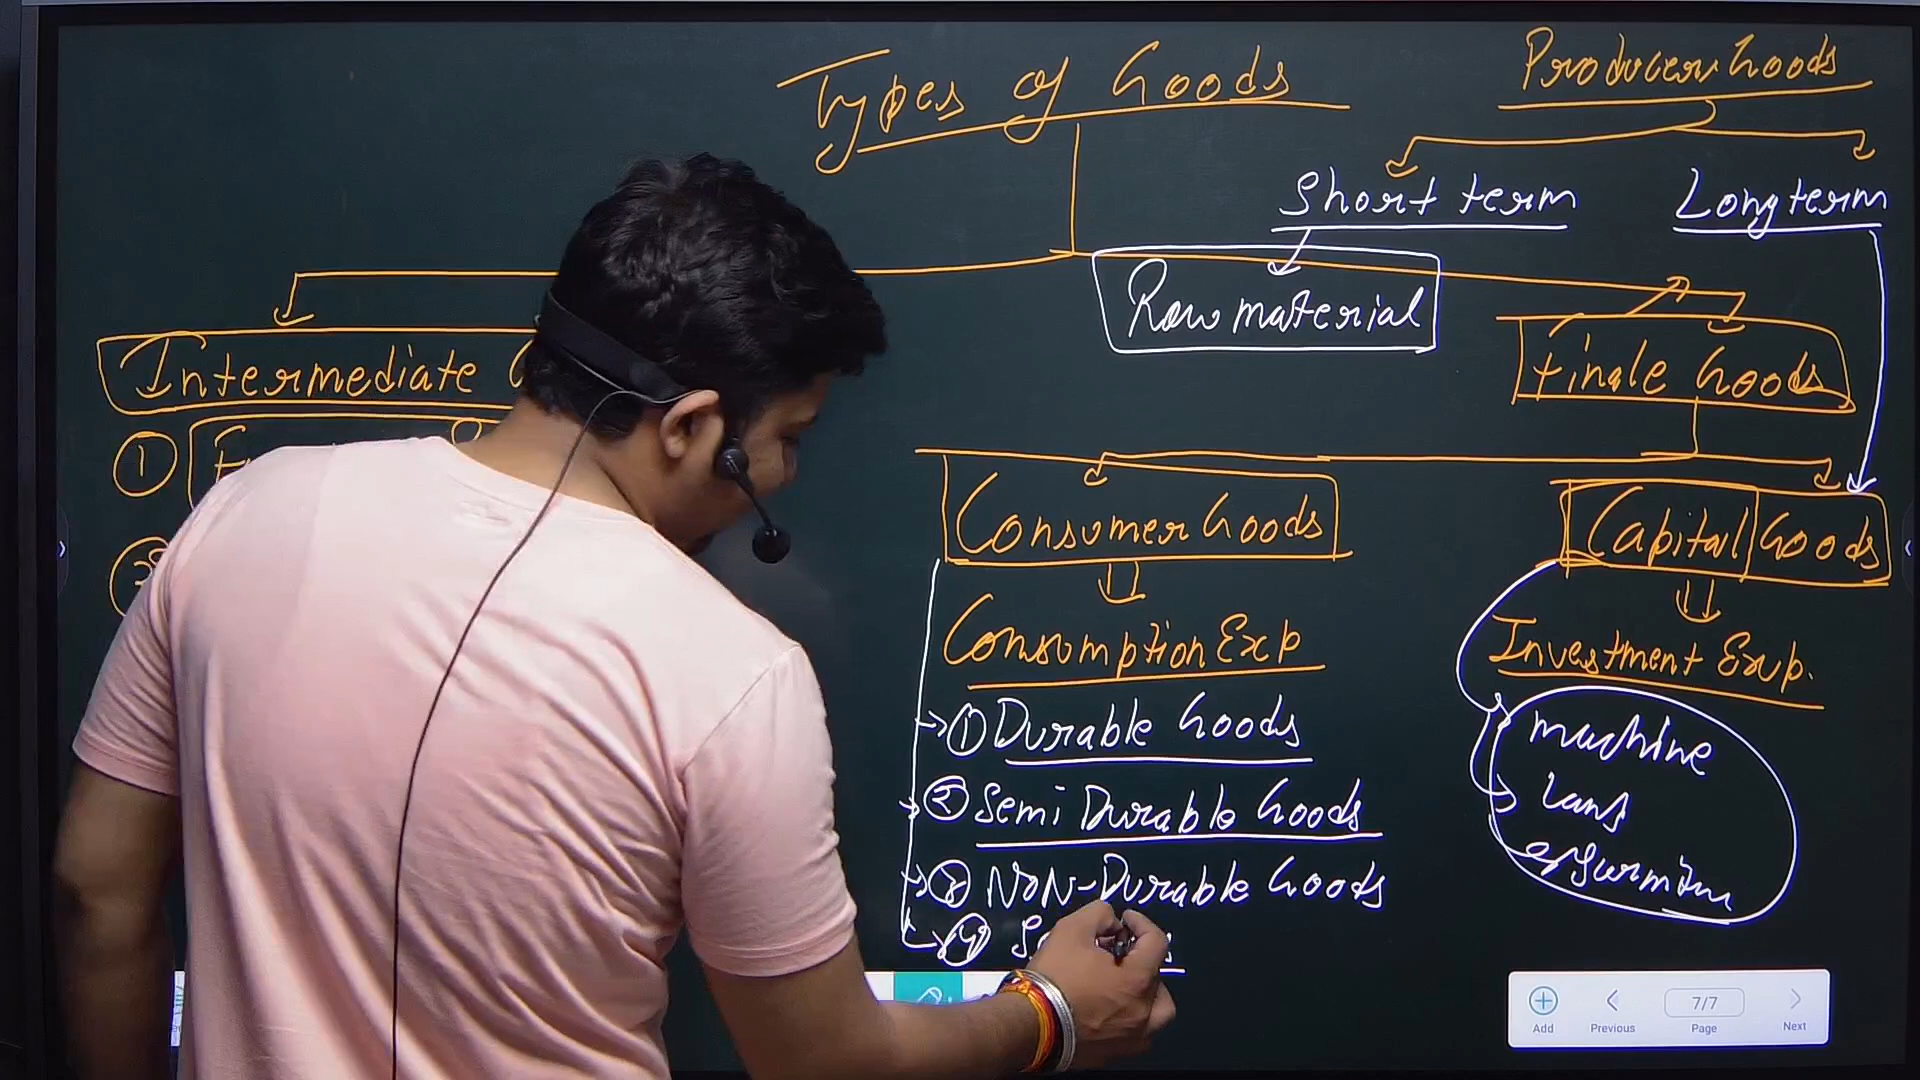 Types of Goods
Producer Goods
Short term
Long term
Raw material
Intermediate
Finale Goods
①
Consumer Goods
Capital Goods
②
Consumption Exp
Investment Exp.
① Durable Goods
machine
② Semi Durable Goods
③ NoN-Durable Goods
④
Add
Previous
7/7
Page
Next